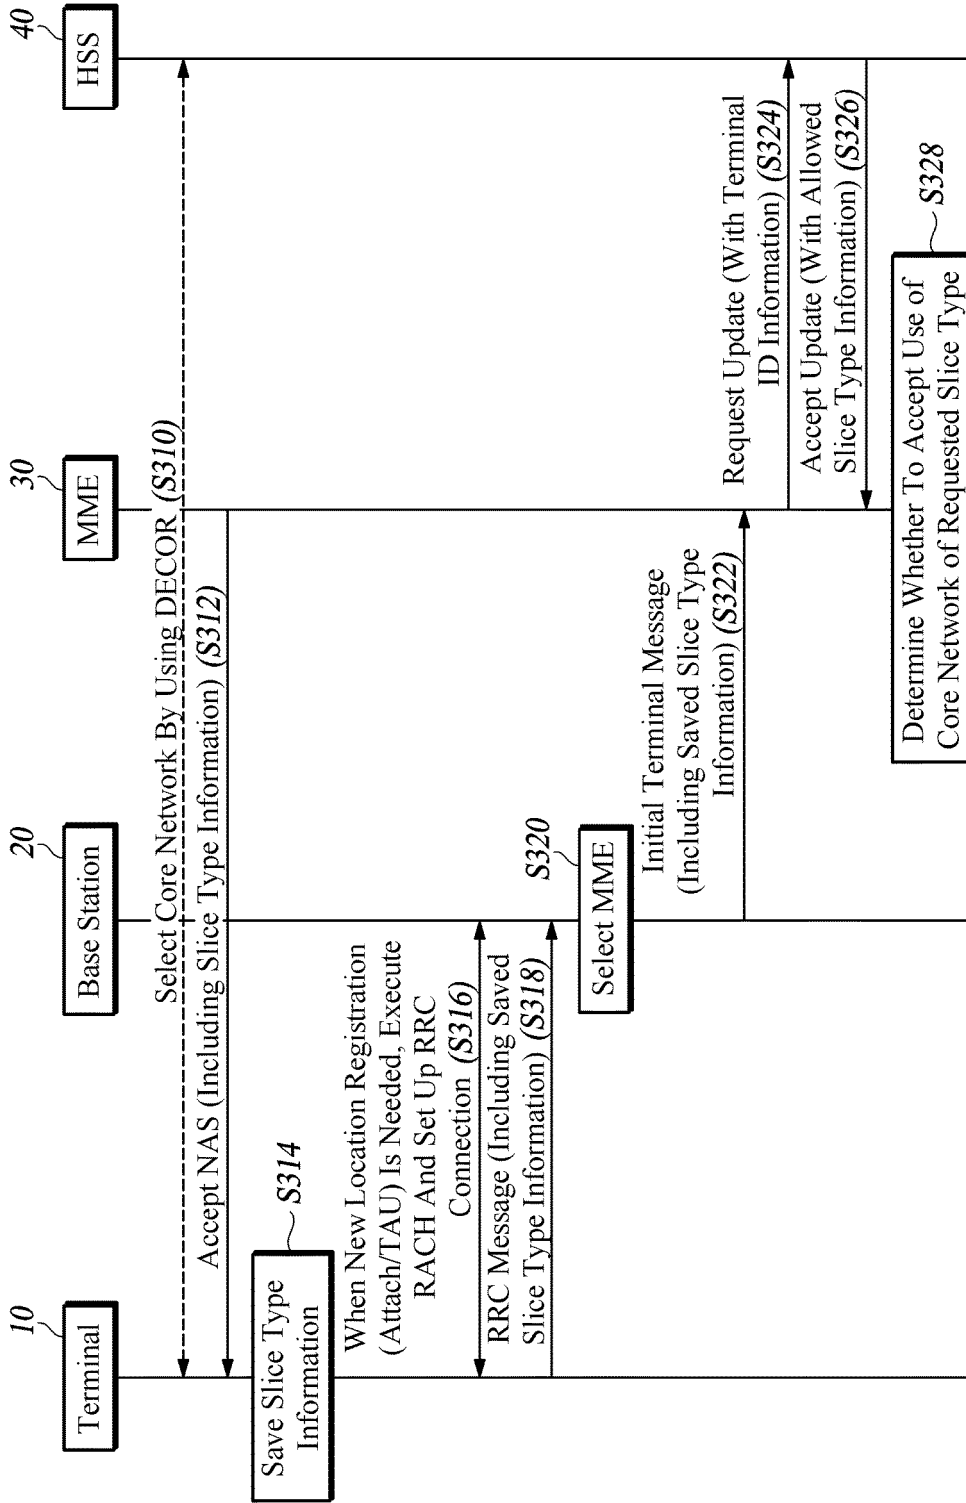 10
Terminal
20
Base Station
30
MME
40
HSS
Select Core Network By Using DECOR (S310)
Accept NAS (Including Slice Type Information) (S312)
Save Slice Type
Information
S314
When New Location Registration
(Attach/TAU) Is Needed, Execute
RACH And Set Up RRC
Connection (S316)
RRC Message (Including Saved
Slice Type Information) (S318)
S320
Select MME
Initial Terminal Message
(Including Saved Slice Type
Information) (S322)
Request Update (With Terminal
ID Information) (S324)
Accept Update (With Allowed
Slice Type Information) (S326)
S328
Determine Whether To Accept Use of
Core Network of Requested Slice Type